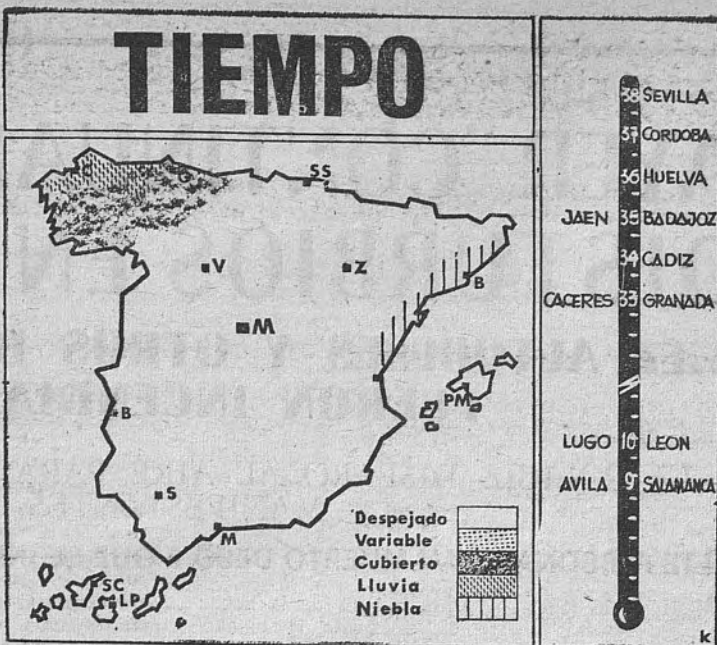 TIEMPO
SS
G
V
Z
B
M
B
PM
S
M
SC
LP
Despejado
Variable
Cubierto
Lluvia
Niebla
38 SEVILLA
37 CORDOBA
36 HUELVA
JAEN 35 BADAJOZ
34 CADIZ
CACERES 33 GRANADA
LUGO 10 LEON
AVILA 9 SALAMANCA
k